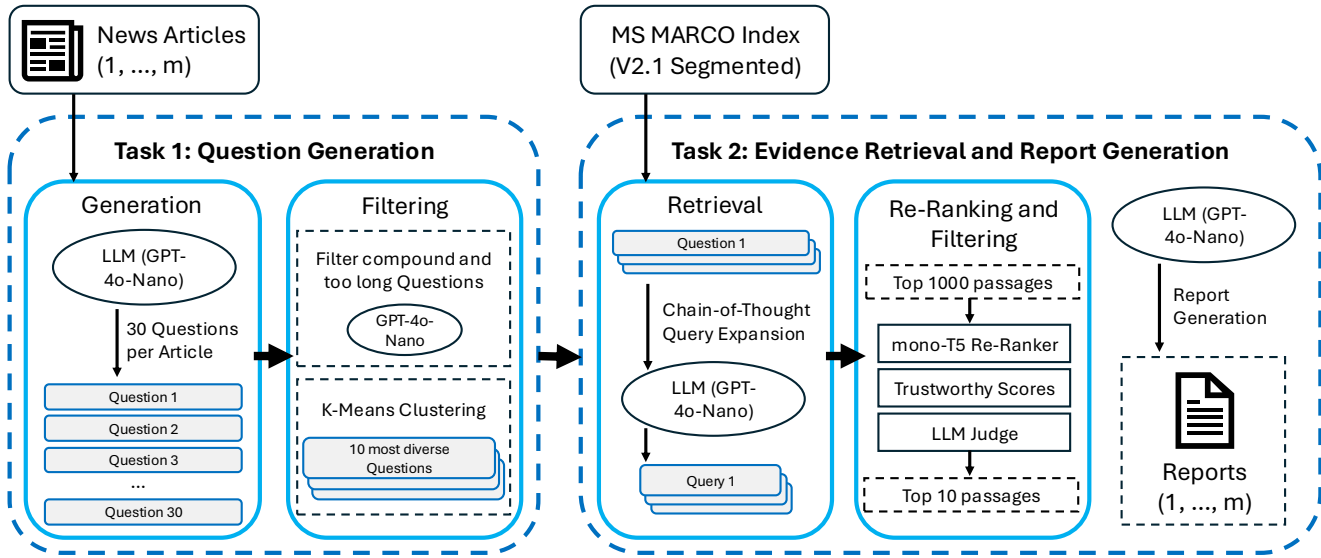 News Articles
(1, ..., m)
MS MARCO Index
(V2.1 Segmented)
Task 1: Question Generation
Generation
LLM (GPT-
4o-Nano)
30 Questions
per Article
Question 1
Question 2
Question 3
...
Question 30
Filtering
Filter compound and
too long Questions
GPT-4o-
Nano
K-Means Clustering
10 most diverse
Questions
Task 2: Evidence Retrieval and Report Generation
Retrieval
Question 1
Chain-of-Thought
Query Expansion
LLM (GPT-
4o-Nano)
Query 1
Re-Ranking and
Filtering
Top 1000 passages
mono-T5 Re-Ranker
Trustworthy Scores
LLM Judge
Top 10 passages
LLM (GPT-
4o-Nano)
Report
Generation
Reports
(1, ..., m)